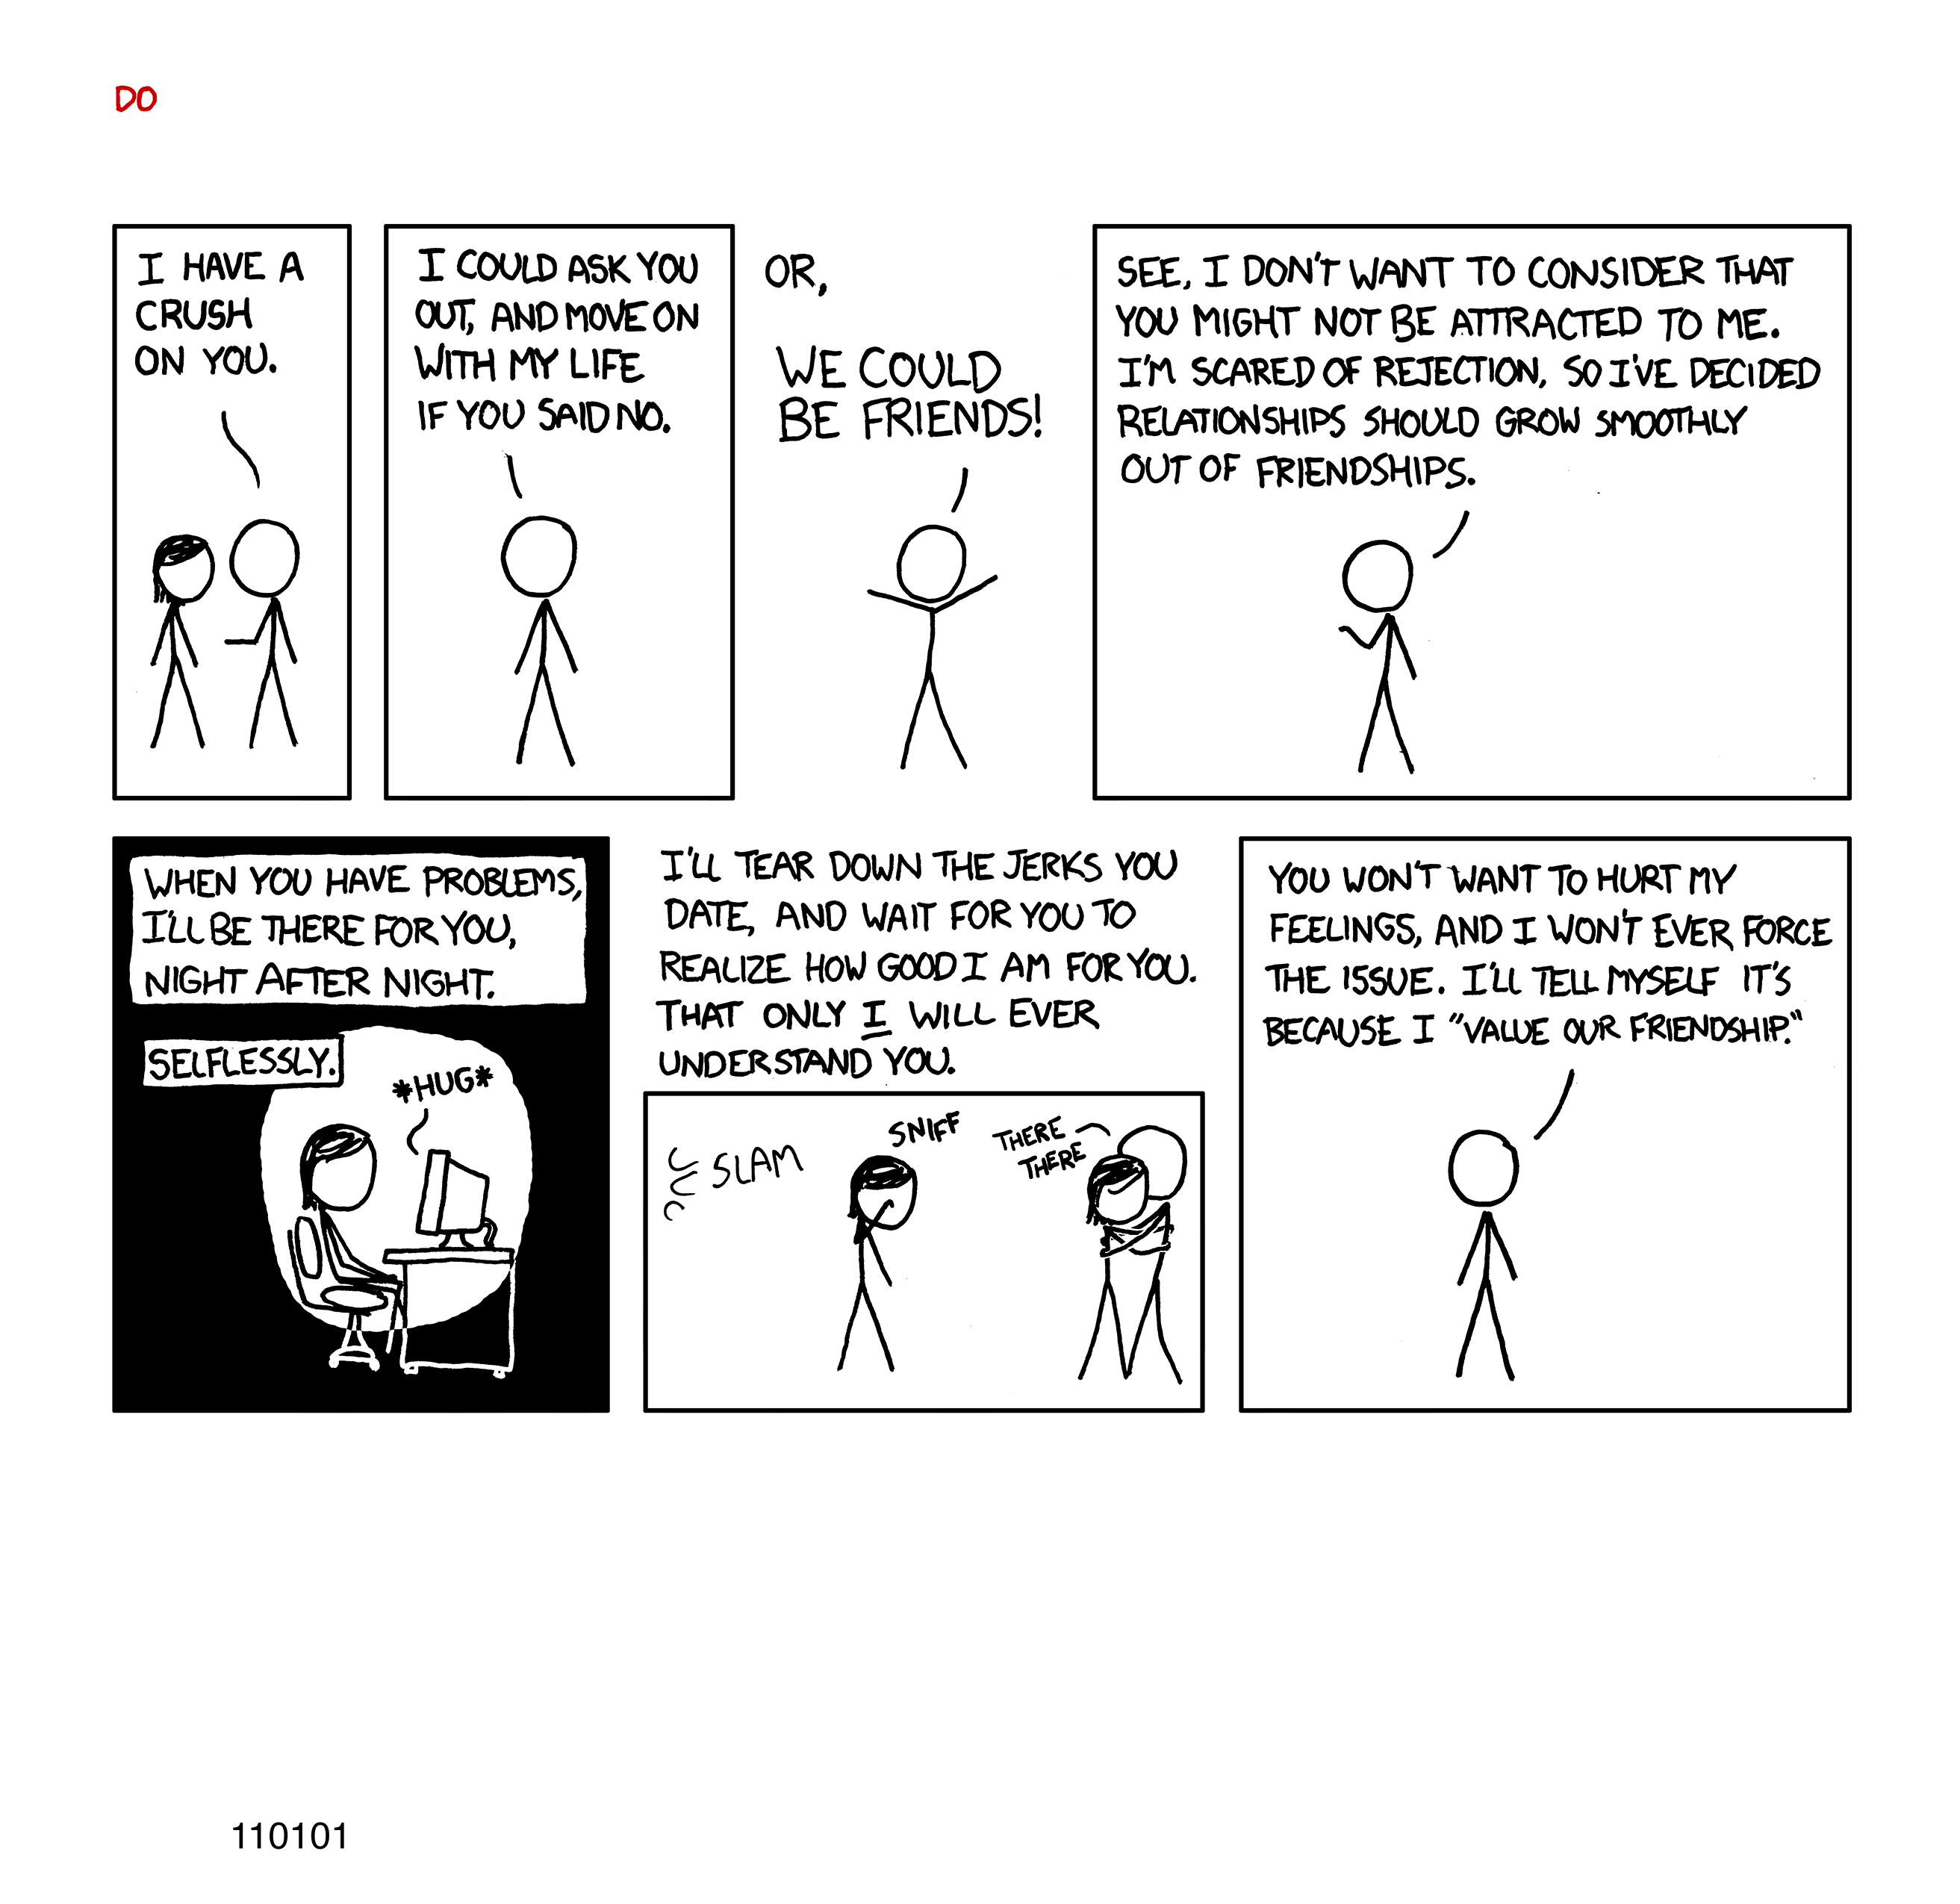 DO
I HAVE A
CRUSH
ON YOU.
I COULD ASK YOU
OUT, AND MOVE ON
WITH MY LIFE
IF YOU SAID NO.
OR,
WE COULD
BE FRIENDS!
SEE, I DON'T WANT TO CONSIDER THAT
YOU MIGHT NOT BE ATTRACTED TO ME.
I'M SCARED OF REJECTION, SO I'VE DECIDED
RELATIONSHIPS SHOULD GROW SMOOTHLY
OUT OF FRIENDSHIPS.
WHEN YOU HAVE PROBLEMS,
I'LL BE THERE FOR YOU,
NIGHT AFTER NIGHT.
SELFLESSLY.
*HUG*
I'LL TEAR DOWN THE JERKS YOU
DATE, AND WAIT FOR YOU TO
REALIZE HOW GOOD I AM FOR YOU.
THAT ONLY I WILL EVER
UNDERSTAND YOU.
SLAM
SNIFF
THERE
THERE
YOU WON'T WANT TO HURT MY
FEELINGS, AND I WON'T EVER FORCE
THE ISSUE. I'LL TELL MYSELF IT'S
BECAUSE I "VALUE OUR FRIENDSHIP."
110101